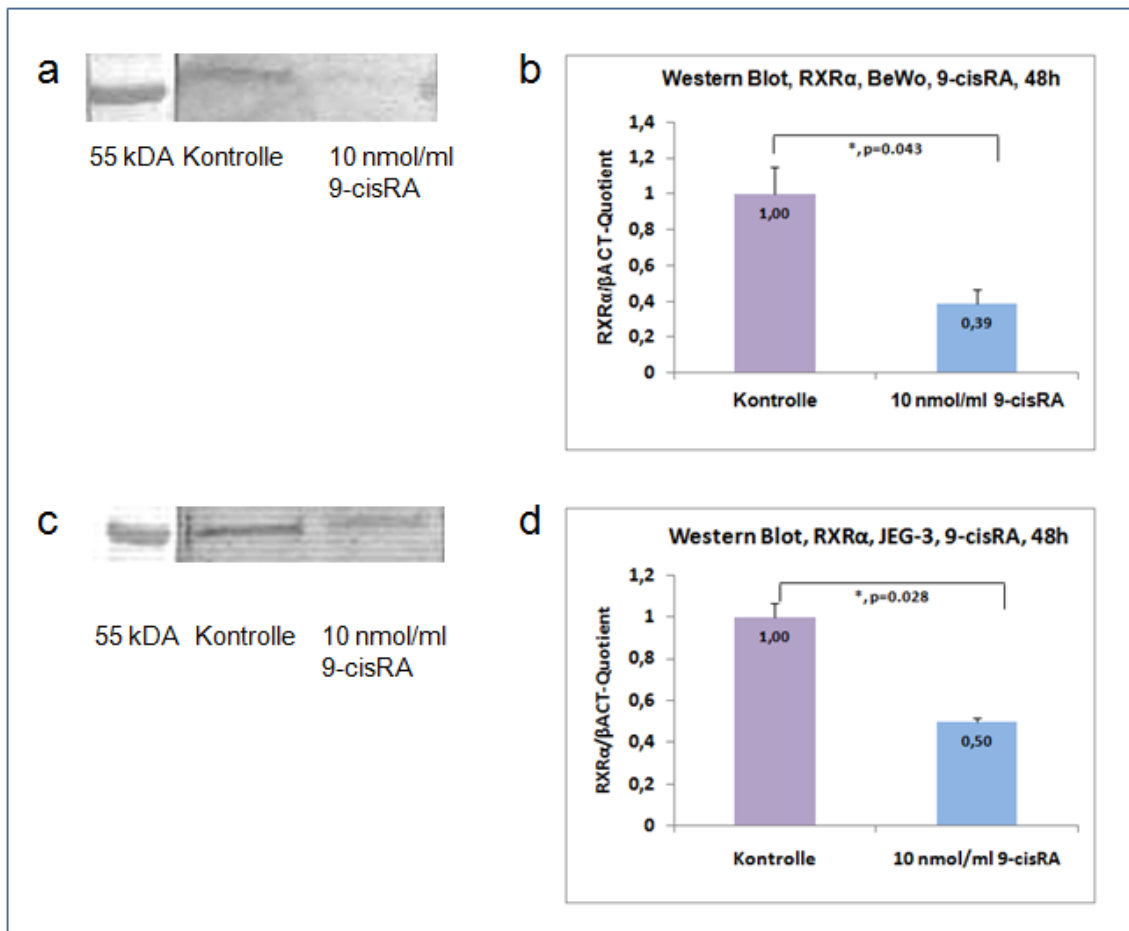 a
55 kDA Kontrolle 10 nmol/ml
9-cisRA
b
Western Blot, RXRα, BeWo, 9-cisRA, 48h
RXRα/βACT-Quotient
1,4
1,2
1
0,8
0,6
0,4
0,2
0
*, p=0.043
1,00
0,39
Kontrolle 10 nmol/ml 9-cisRA
c
55 kDA Kontrolle 10 nmol/ml
9-cisRA
d
Western Blot, RXRα, JEG-3, 9-cisRA, 48h
RXRα/βACT-Quotient
1,2
1
0,8
0,6
0,4
0,2
0
*, p=0.028
1,00
0,50
Kontrolle 10 nmol/ml 9-cisRA